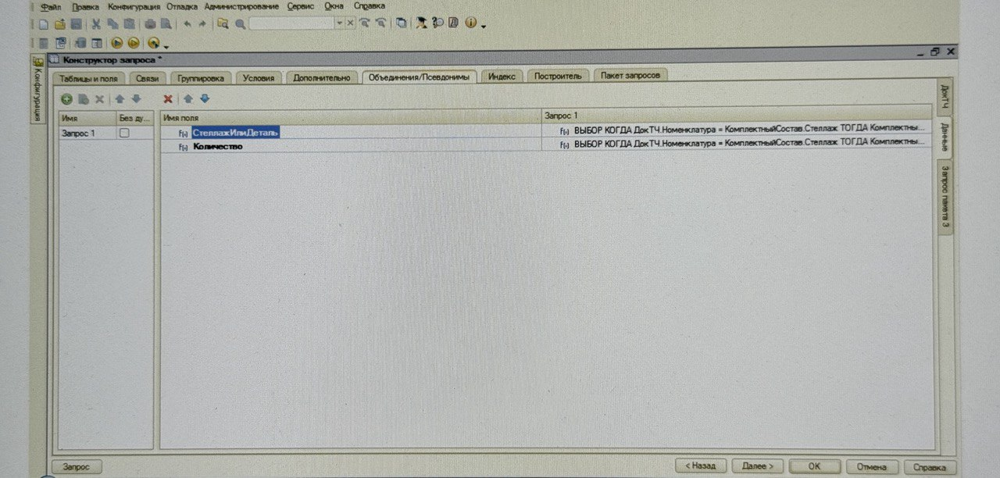 Файл Правка Конфигурация Отладка Администрирование Сервис Окна Справка
Конфигурация
Конструктор запроса *
Таблицы и поля Связи Группировка Условия Дополнительно Объединения/Псевдонимы Индекс Построитель Пакет запросов
Имя Без ду... Имя поля Запрос 1
Запрос 1 СтеллажИлиДеталь ВЫБОР КОГДА ДокТЧ.Номенклатура = КомплектныйСостав.Стеллаж ТОГДА Комплектны...
Количество ВЫБОР КОГДА ДокТЧ.Номенклатура = КомплектныйСостав.Стеллаж ТОГДА Комплектны...
ДокТЧ
Данные
Запрос пакета 3
Запрос < Назад Далее > ОК Отмена Справка